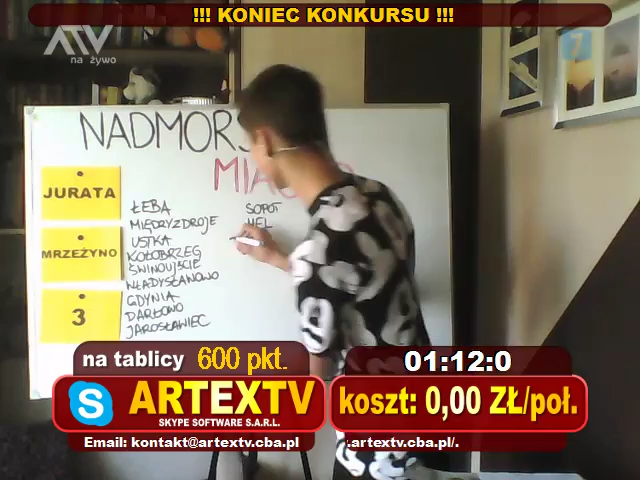 !!! KONIEC KONKURSU !!!
ATV
na żywo
7
NADMORS
MIA
JURATA
MRZEŻYNO
3
ŁEBA
MIĘDZYZDROJE
USTKA
KOŁOBRZEG
ŚWINOUJŚCIE
WŁADYSŁAWOWO
GDYNIA
DARŁOWO
JAROSŁAWIEC
SOPOT
HEL
na tablicy 600 pkt.
01:12:0
S ARTEXTV
SKYPE SOFTWARE S.A.R.L.
koszt: 0,00 ZŁ/poł.
Email: kontakt@artextv.cba.pl
.artextv.cba.pl/.